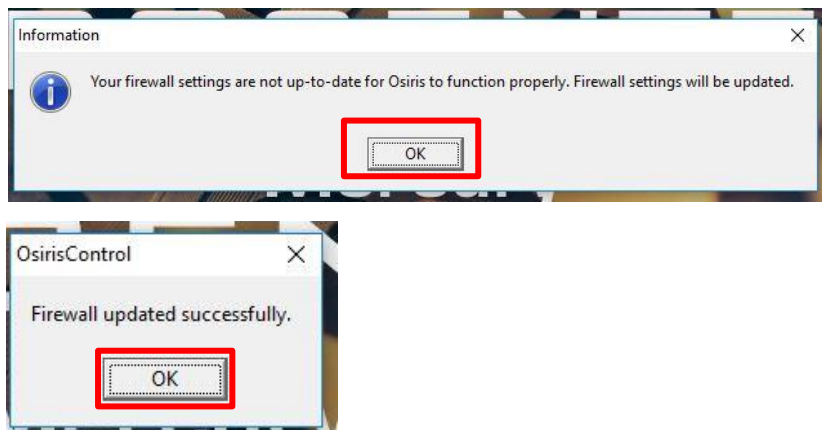 Information
Your firewall settings are not up-to-date for Osiris to function properly. Firewall settings will be updated.
OK
OsirisControl
Firewall updated successfully.
OK